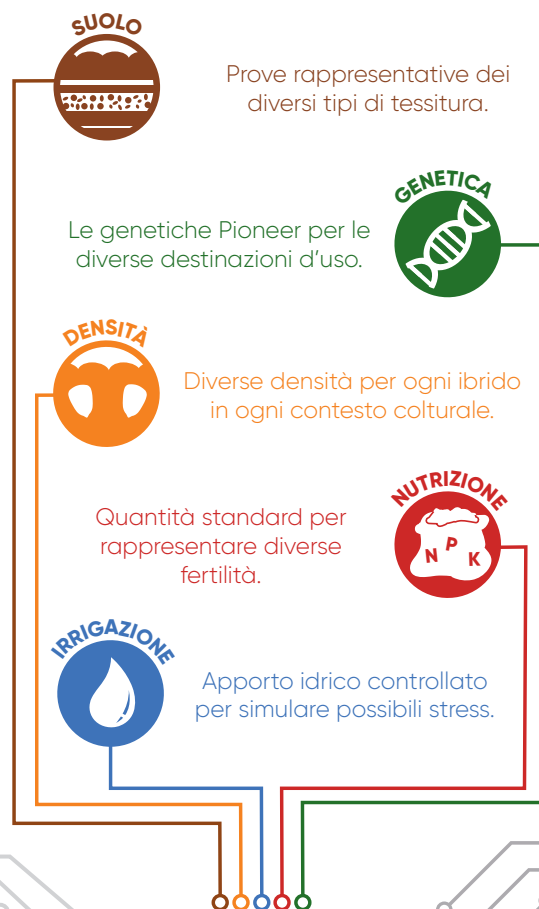 SUOLO
Prove rappresentative dei
diversi tipi di tessitura.
GENETICA
Le genetiche Pioneer per le
diverse destinazioni d'uso.
DENSITÀ
Diverse densità per ogni ibrido
in ogni contesto colturale.
NUTRIZIONE
N P K
Quantità standard per
rappresentare diverse
fertilità.
IRRIGAZIONE
Apporto idrico controllato
per simulare possibili stress.